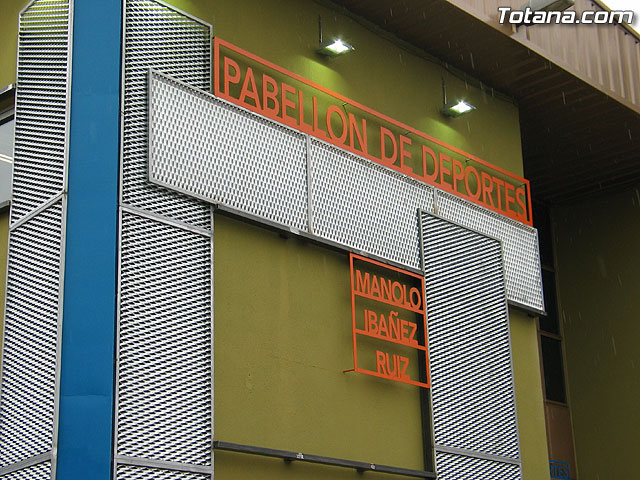 Totana.com
PABELLON DE DEPORTES
MANOLO
IBAÑEZ
RUIZ